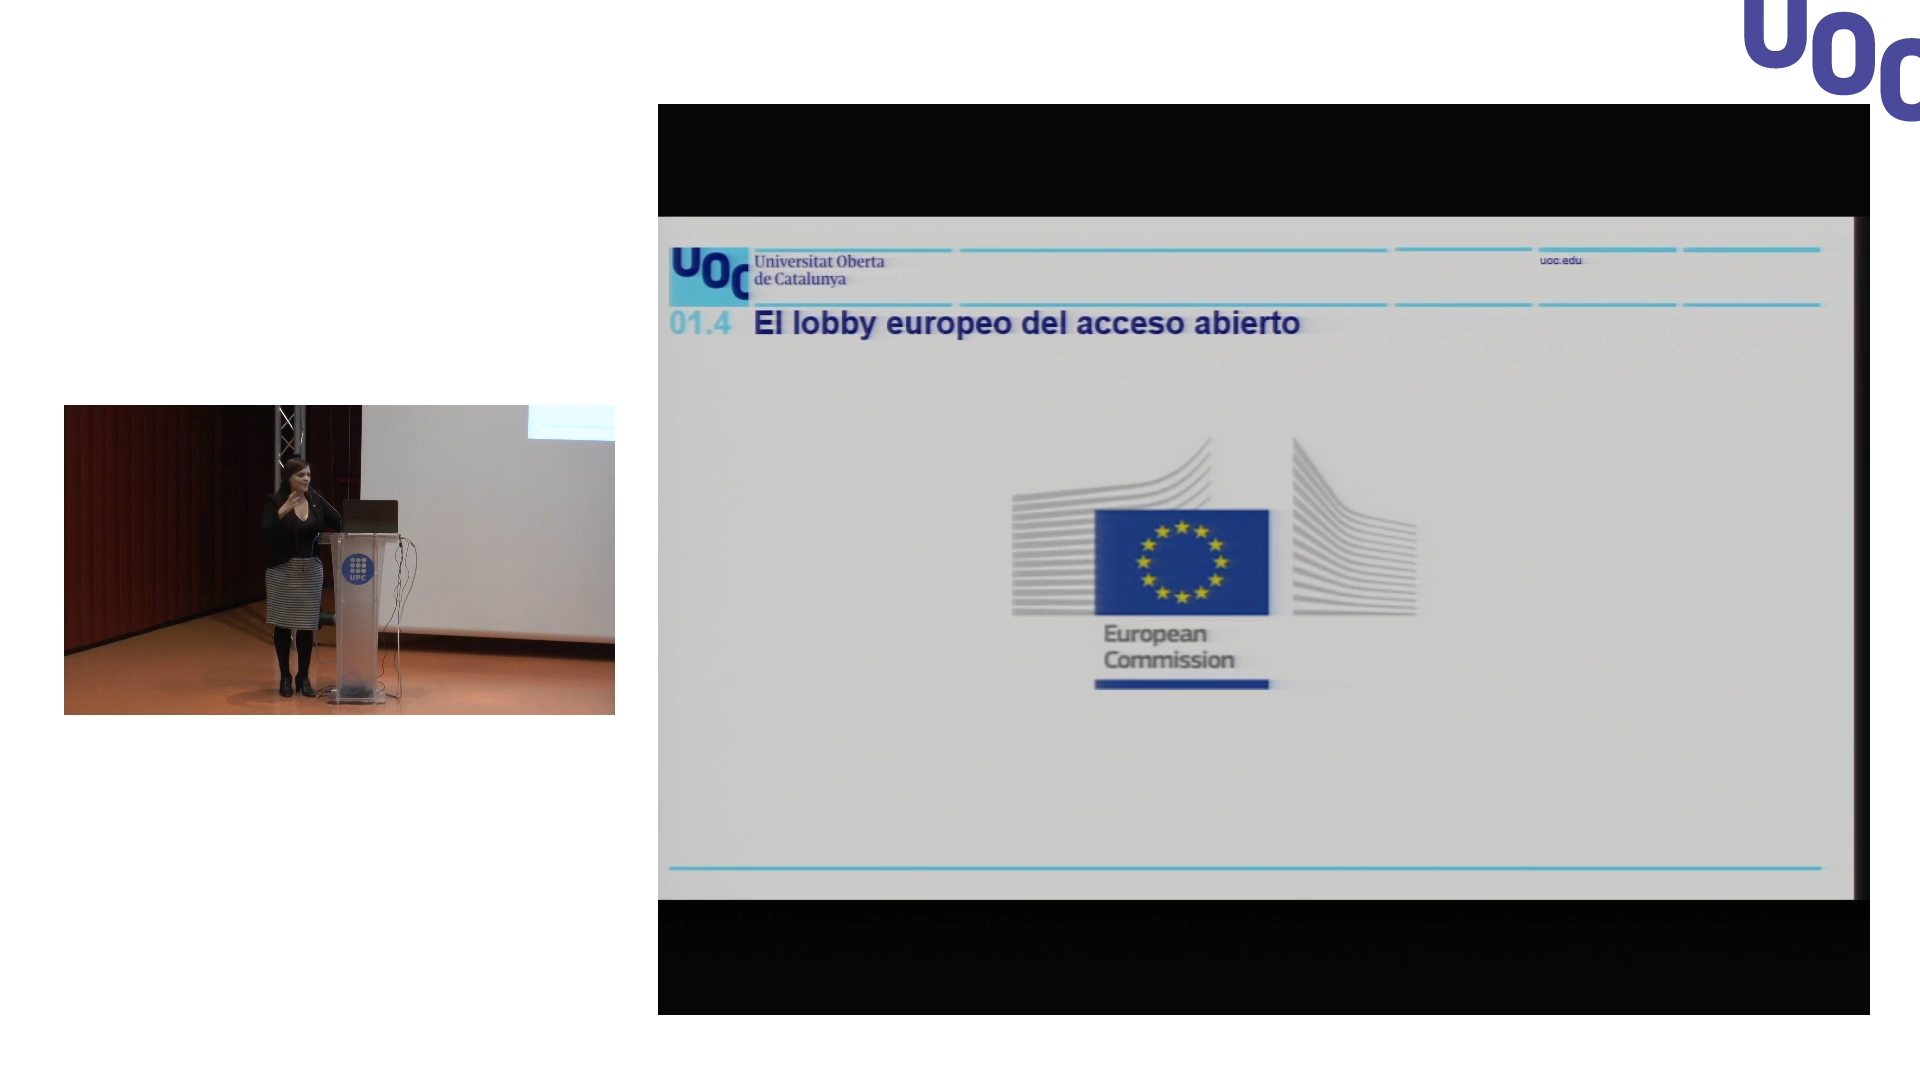 UOC
UOC
Universitat Oberta
de Catalunya
uoc.edu
01.4 El lobby europeo del acceso abierto
European
Commission
UPC